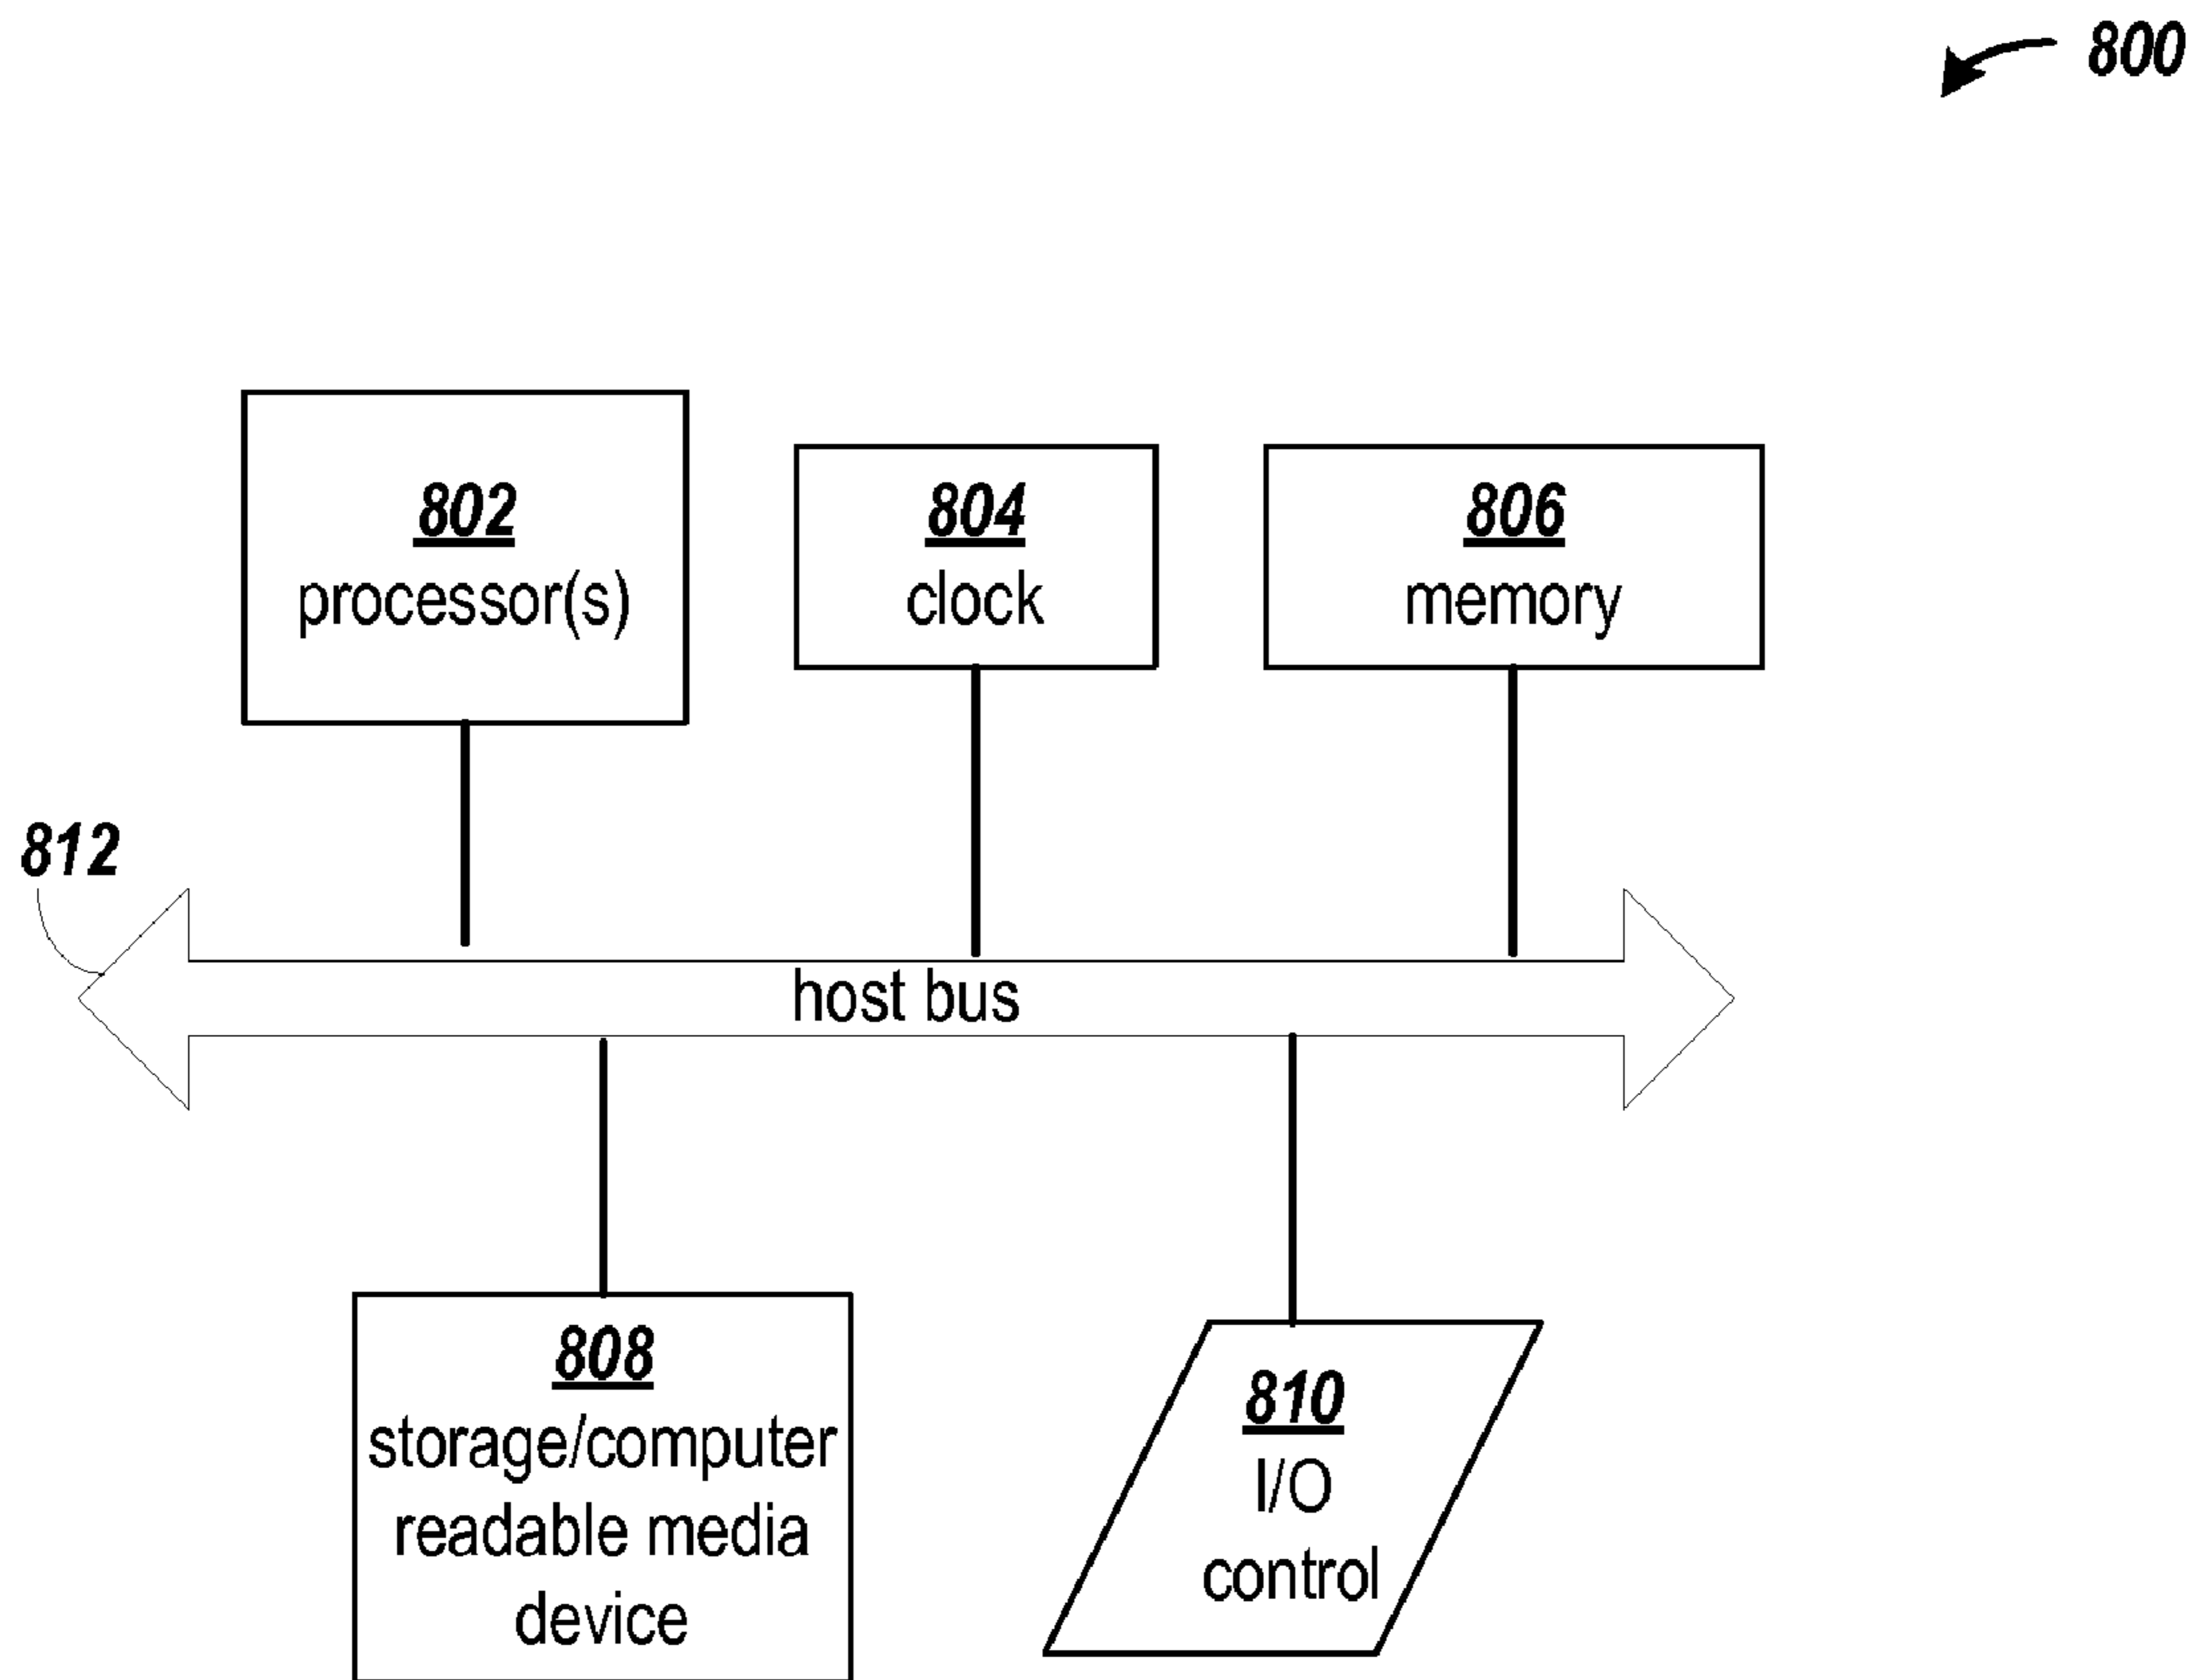 800
802
processor(s)
804
clock
806
memory
812
host bus
808
storage/computer
readable media
device
810
I/O
control